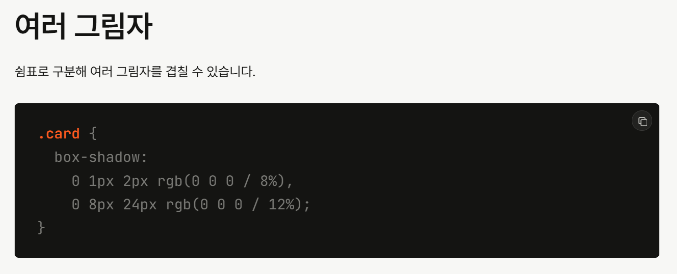 여러 그림자
쉼표로 구분해 여러 그림자를 겹칠 수 있습니다.
.card {
  box-shadow:
    0 1px 2px rgb(0 0 0 / 8%),
    0 8px 24px rgb(0 0 0 / 12%);
}